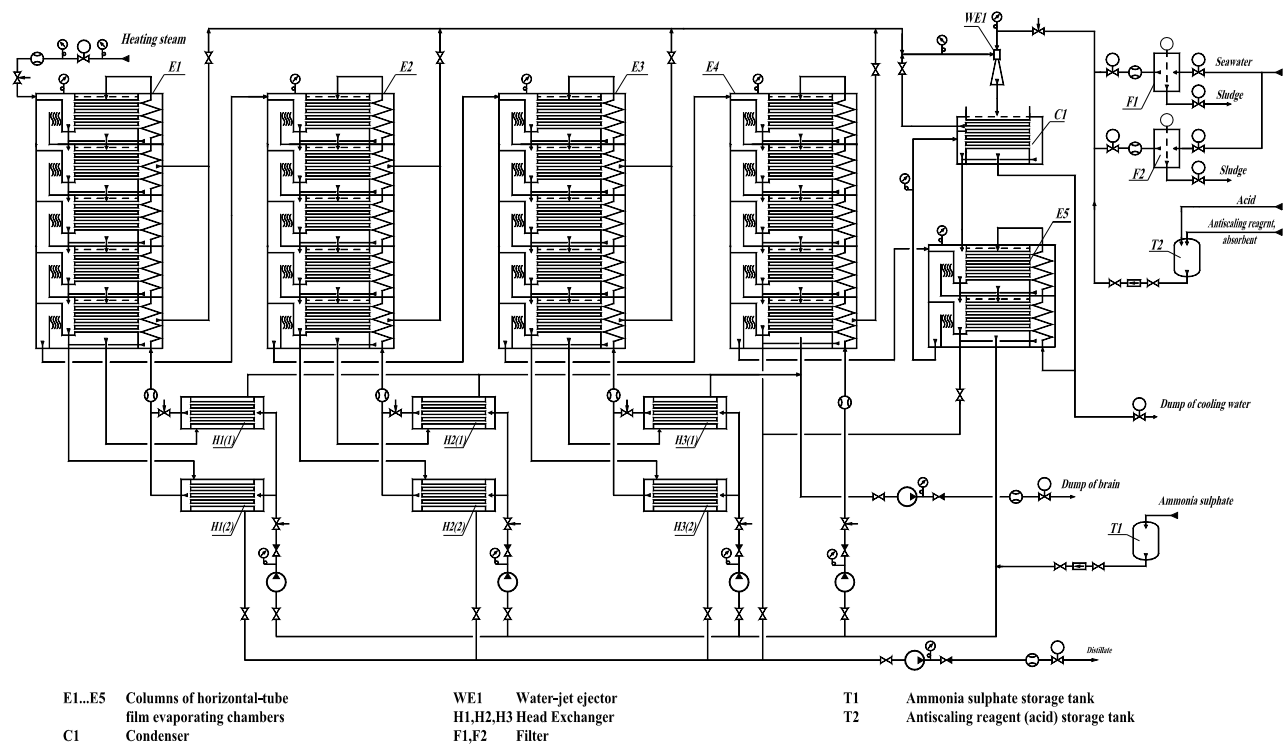 WE1
Heating steam
E1
E2
E3
E4
Seawater
F1
Sludge
C1
F2
Sludge
Acid
E5
Antiscaling reagrnt,
absorbent
T2
Dump of cooling water
H1(1)
H2(1)
H3(1)
Dump of brain
Ammonia sulphate
H1(2)
H2(2)
H3(2)
T1
Distillate
E1...E5 Columns of horizontal-tube WE1 Water-jet ejector T1 Ammonia sulphate storage tank
film evaporating chambers H1,H2,H3 Head Exchanger T2 Antiscaling reagent (acid) storage tank
C1 Condenser F1,F2 Filter